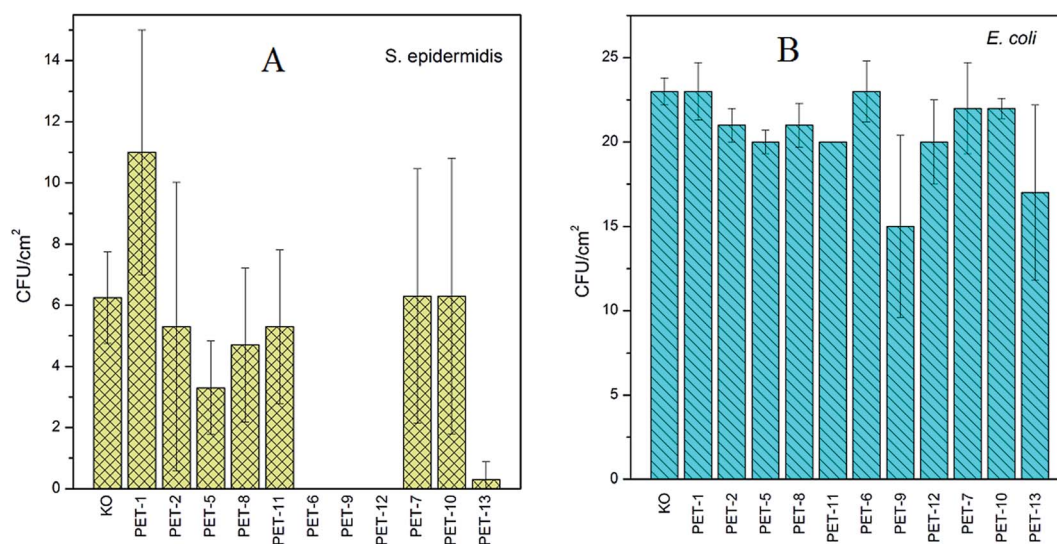 A
S. epidermidis
CFU/cm²
14
12
10
8
6
4
2
0
KO
PET-1
PET-2
PET-5
PET-8
PET-11
PET-6
PET-9
PET-12
PET-7
PET-10
PET-13
B
E. coli
CFU/cm²
25
20
15
10
5
0
KO
PET-1
PET-2
PET-5
PET-8
PET-11
PET-6
PET-9
PET-12
PET-7
PET-10
PET-13